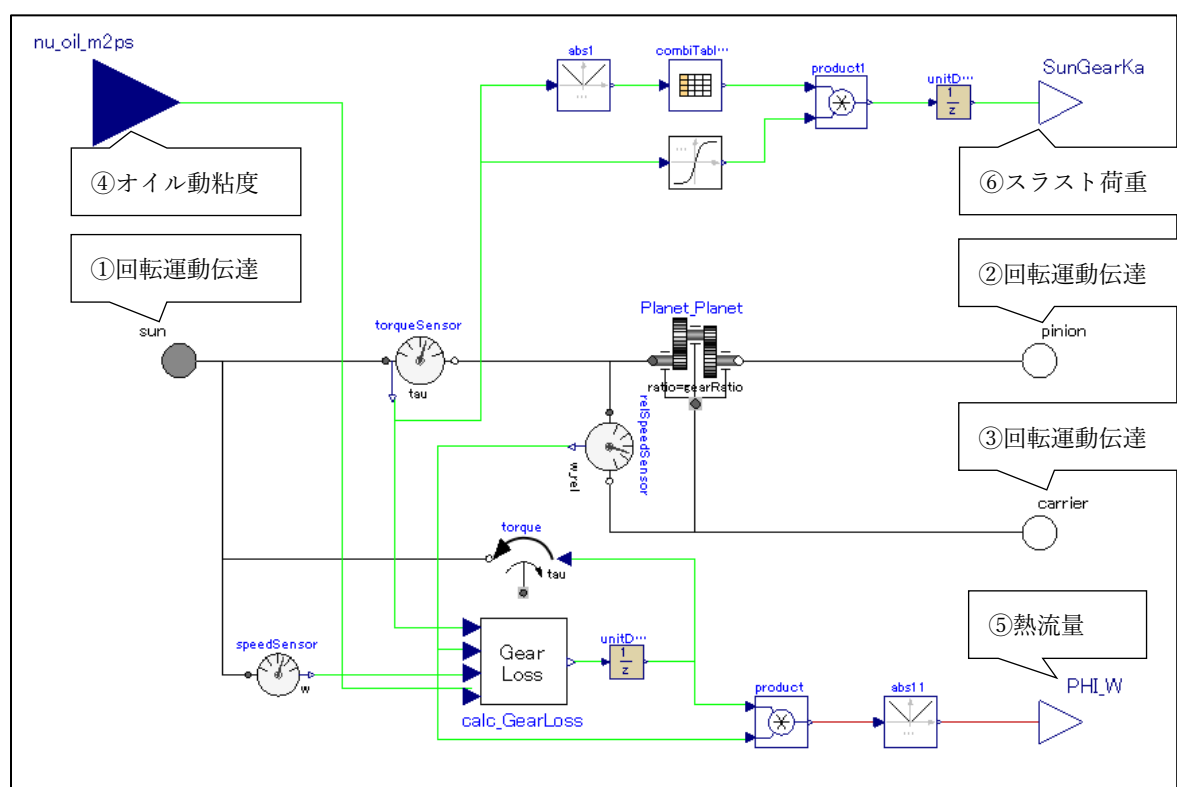 nu_oil_m2ps
④オイル動粘度
abs1
...
combiTabl…
product1
unitD…
1
z
SunGearKa
⑥スラスト荷重
...
①回転運動伝達
②回転運動伝達
sun
torqueSensor
tau
Planet_Planet
ratio=gearRatio
pinion
relSpeedSensor
w_rel
③回転運動伝達
carrier
torque
tau
speedSensor
w
Gear
Loss
calc_GearLoss
unitD…
1
z
⑤熱流量
product
abs11
...
PHI_W